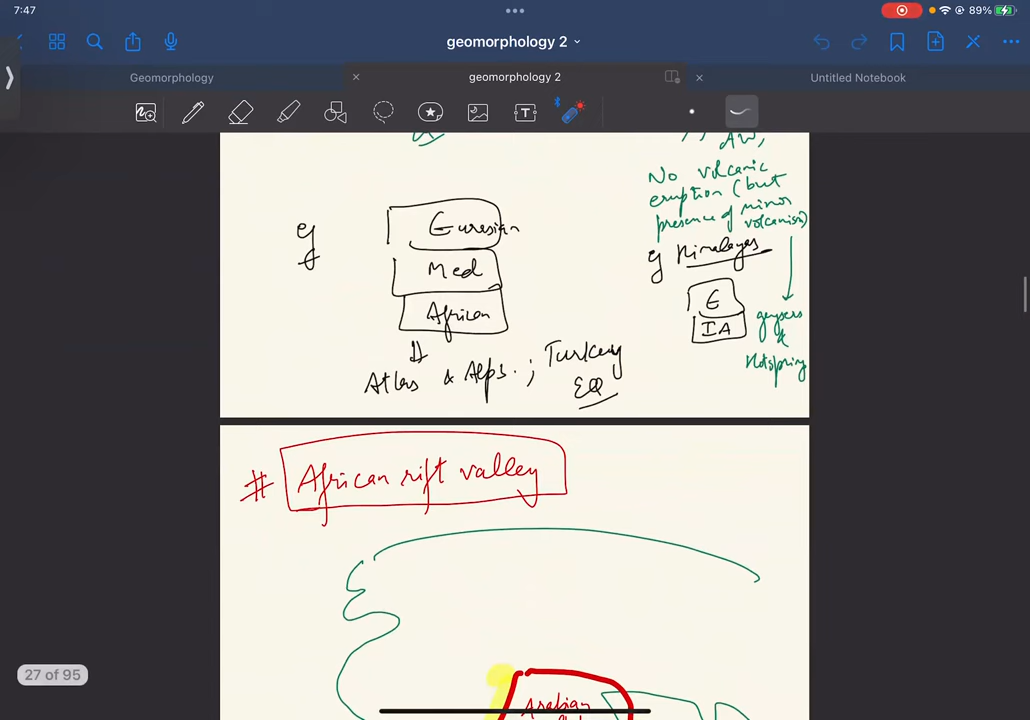 7:47
89%
geomorphology 2
Geomorphology
geomorphology 2
Untitled Notebook
No volcanic
eruption (but
presence of minor
volcanism)
eg
Eurasian
Med
African
eg Himalayas
E
IA
geysers
&
Hotspring
Atlas & Alps. ; Turkey
EQ
# African rift valley
27 of 95
Arabian